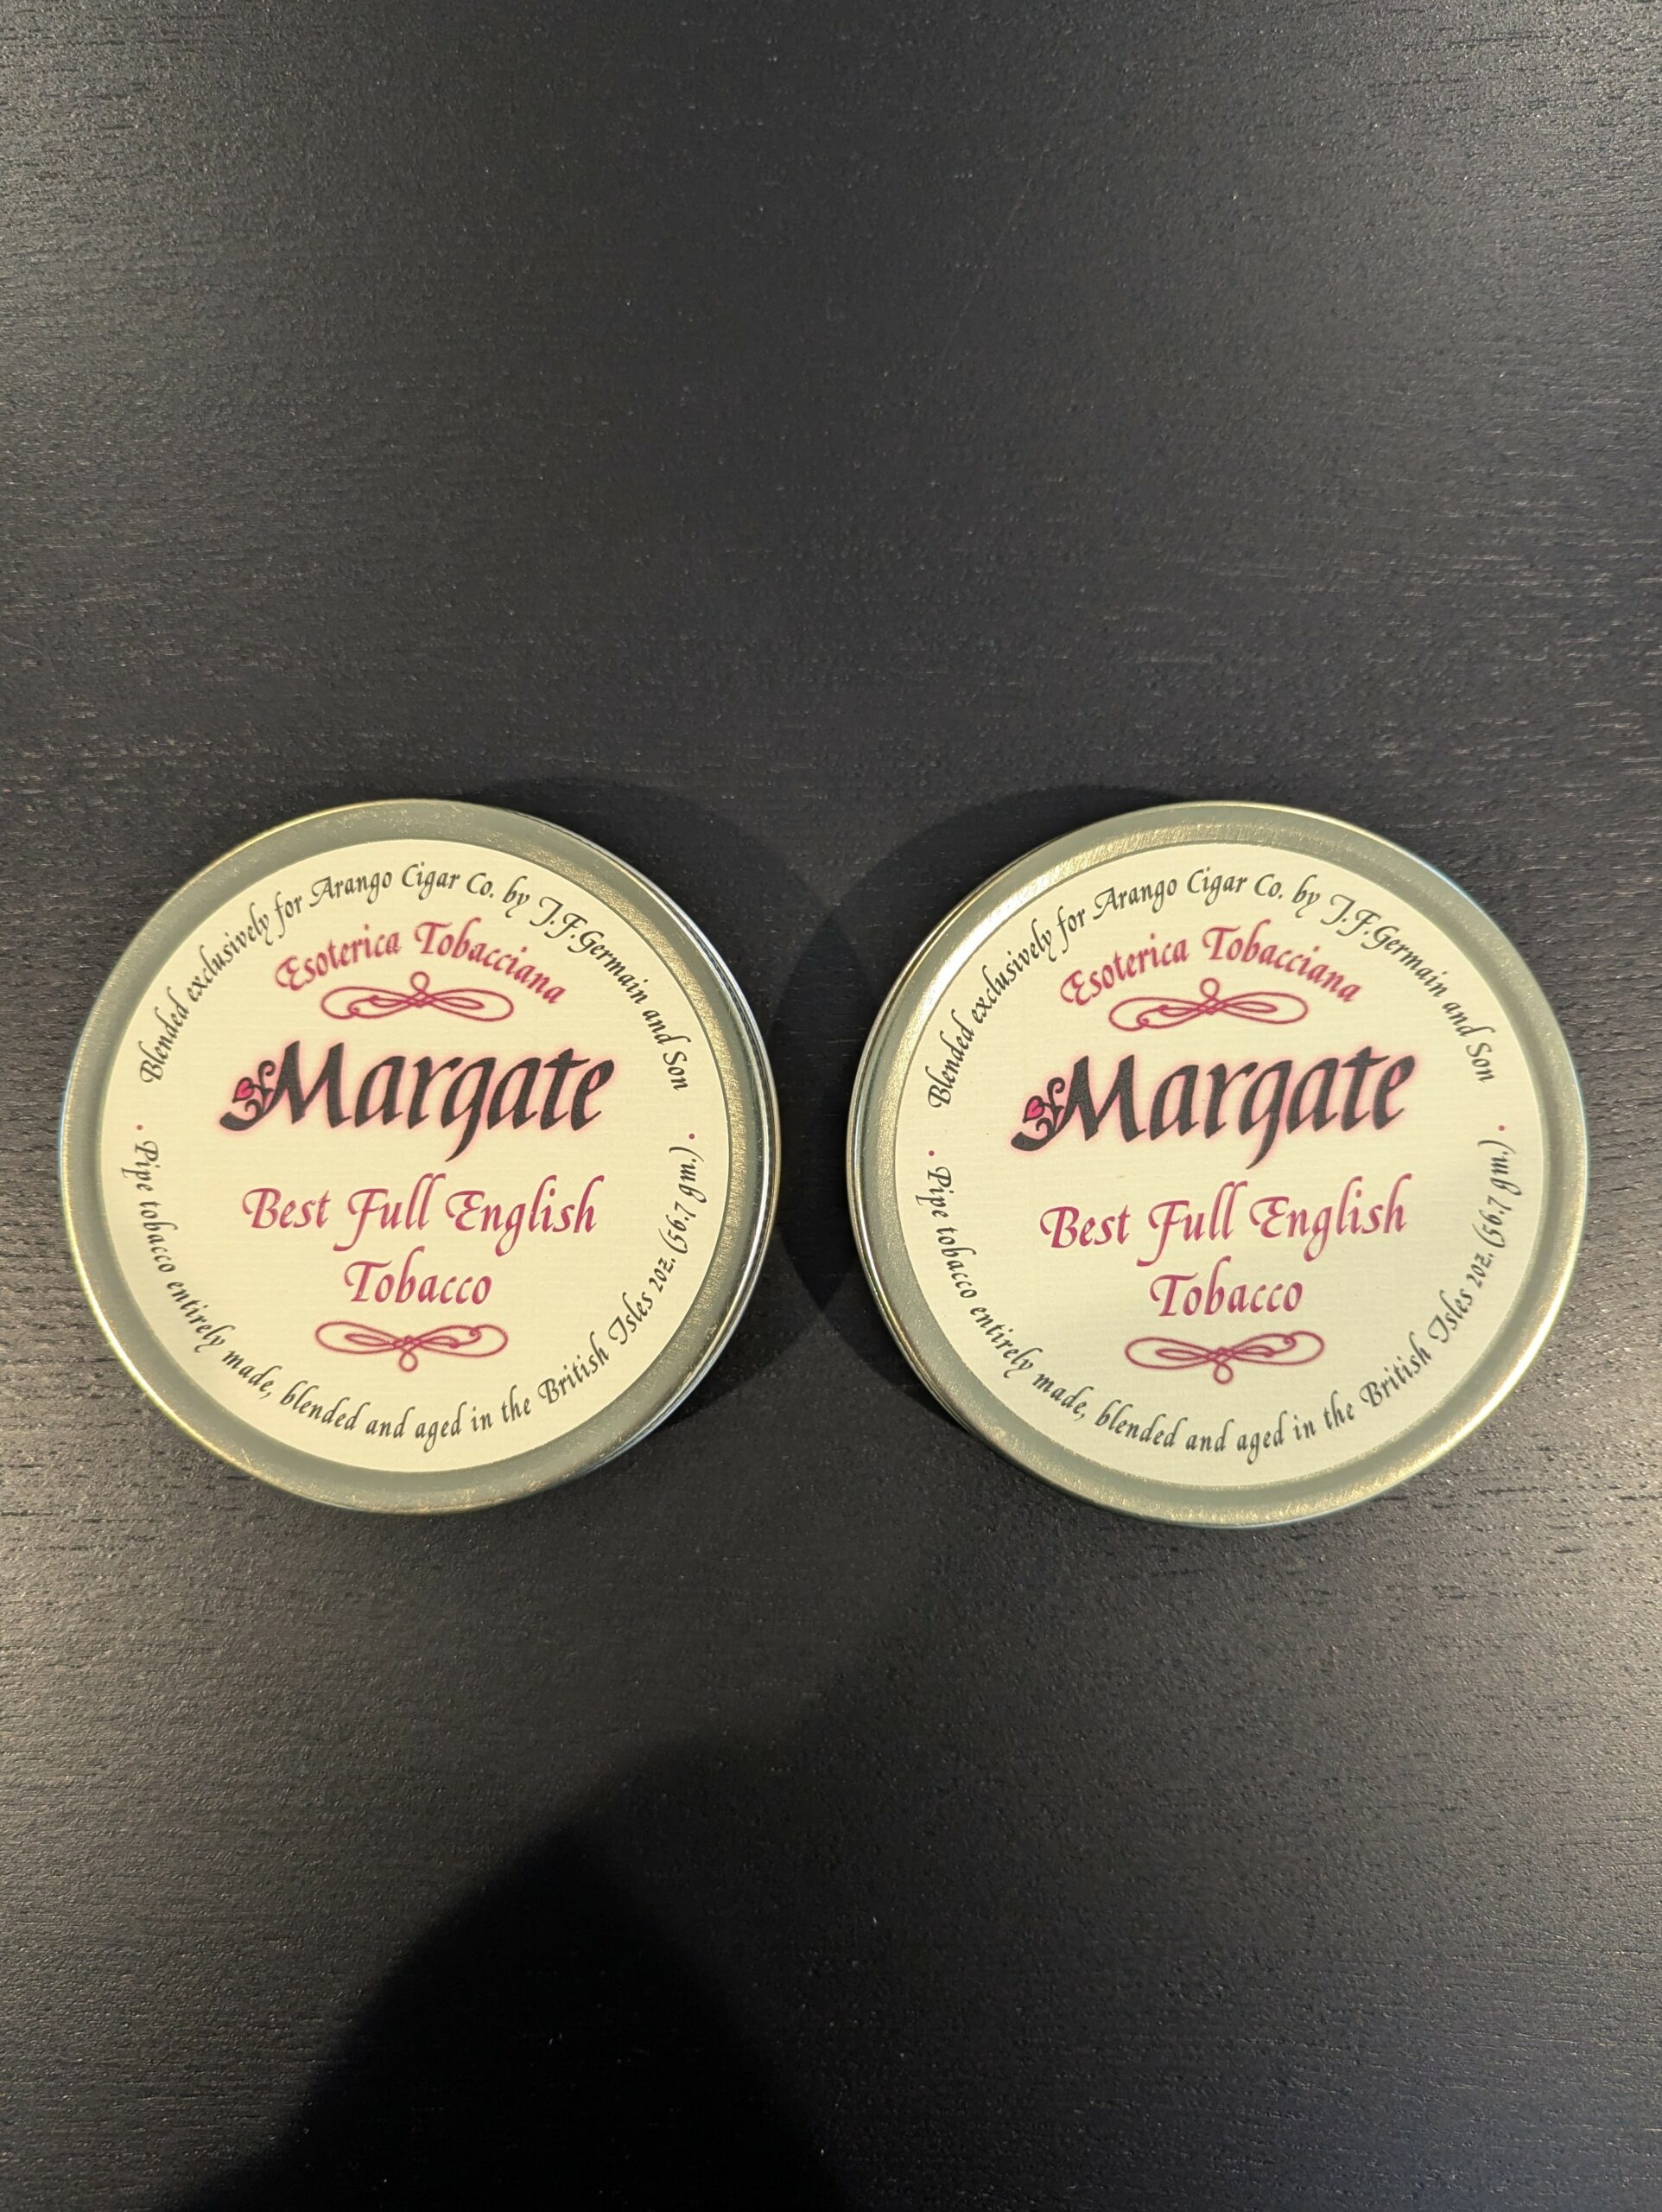 Blended exclusively for Arango Cigar Co. by J.F.Germain and Son
Esoterica Tobacciana
Margate
Best Full English
Tobacco
· Pipe tobacco entirely made, blended and aged in the British Isles 2oz.(56.7 gm.) ·
Blended exclusively for Arango Cigar Co. by J.F.Germain and Son
Esoterica Tobacciana
Margate
Best Full English
Tobacco
· Pipe tobacco entirely made, blended and aged in the British Isles 2oz.(56.7 gm.) ·